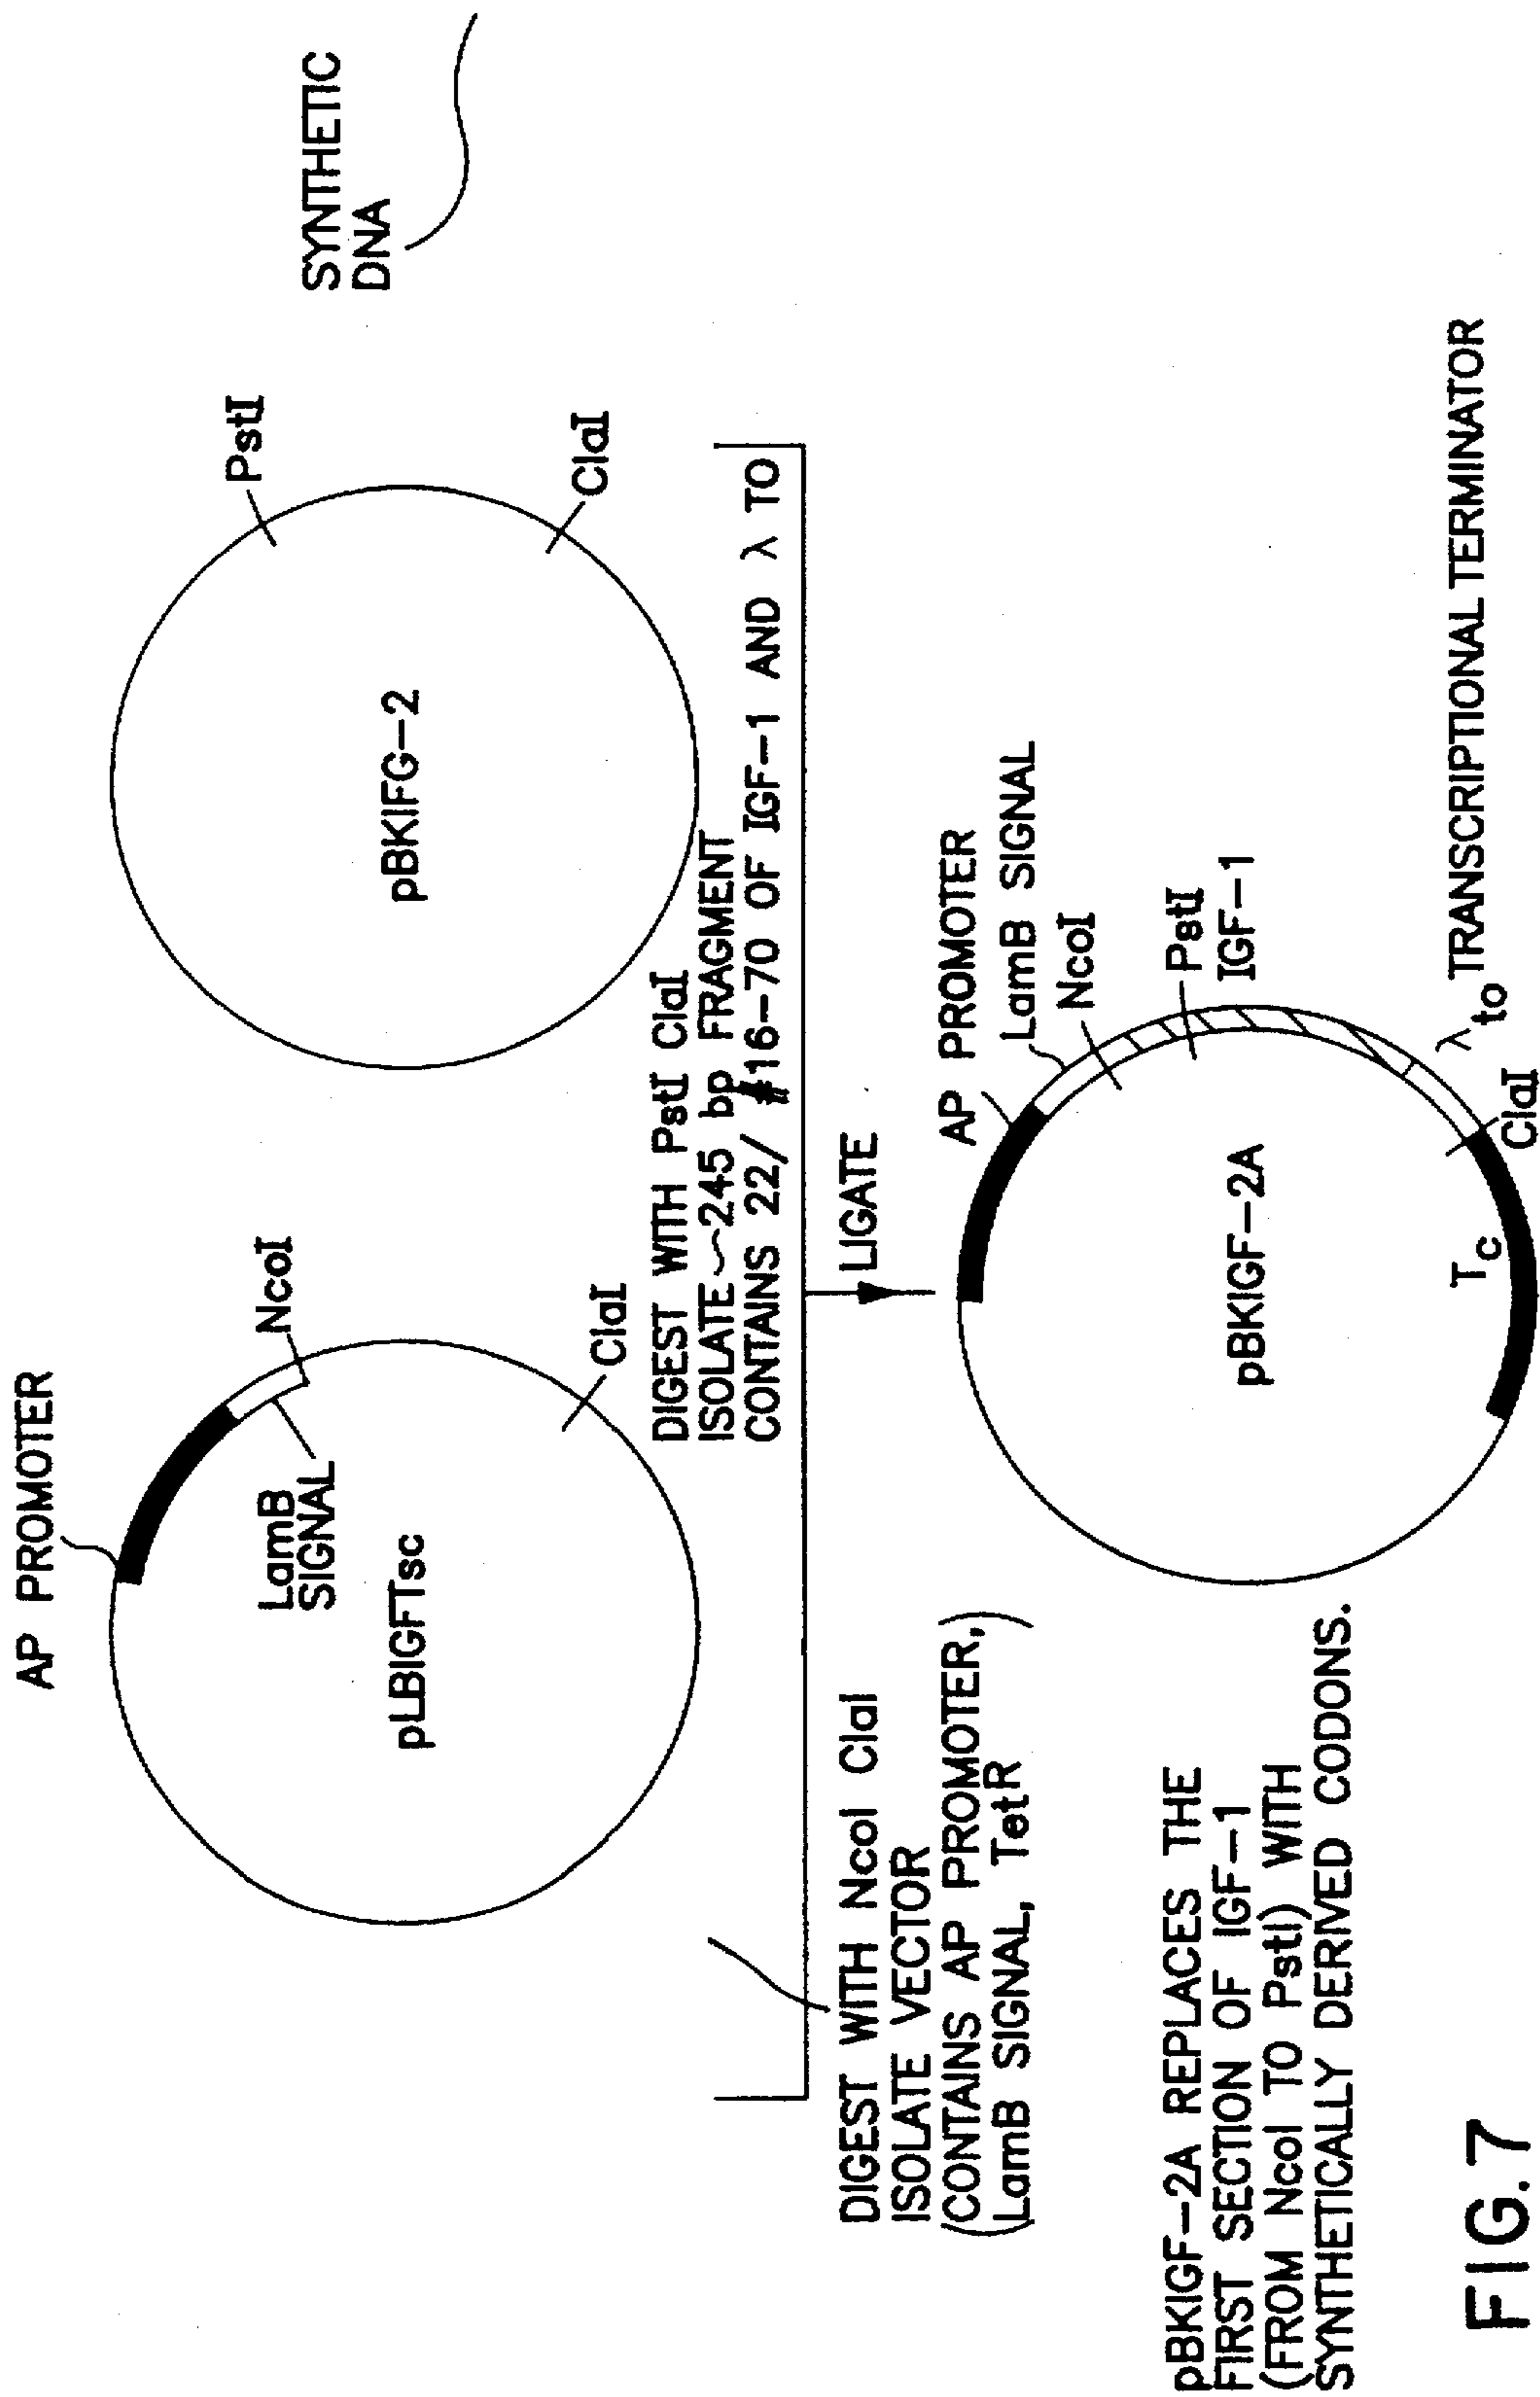 AP PROMOTER
LamB
SIGNAL
NcoI
pLBIGFTsc
ClaI
PstI
pBKIFG-2
ClaI
SYNTHETIC
DNA
DIGEST WITH PstI ClaI
ISOLATE ~245 bp FRAGMENT
CONTAINS 22/ #16-70 OF IGF-1 AND λ TO
DIGEST WITH NcoI ClaI
ISOLATE VECTOR
(CONTAINS AP PROMOTER,
LamB SIGNAL, TetR)
LIGATE
AP PROMOTER
LamB SIGNAL
NcoI
PstI
IGF-1
pBKIGF-2A
Tc
ClaI
λ to TRANSCRIPTIONAL TERMINATOR
pBKIGF-2A REPLACES THE
FIRST SECTION OF IGF-1
(FROM NcoI TO PstI) WITH
SYNTHETICALLY DERIVED CODONS.
FIG.7